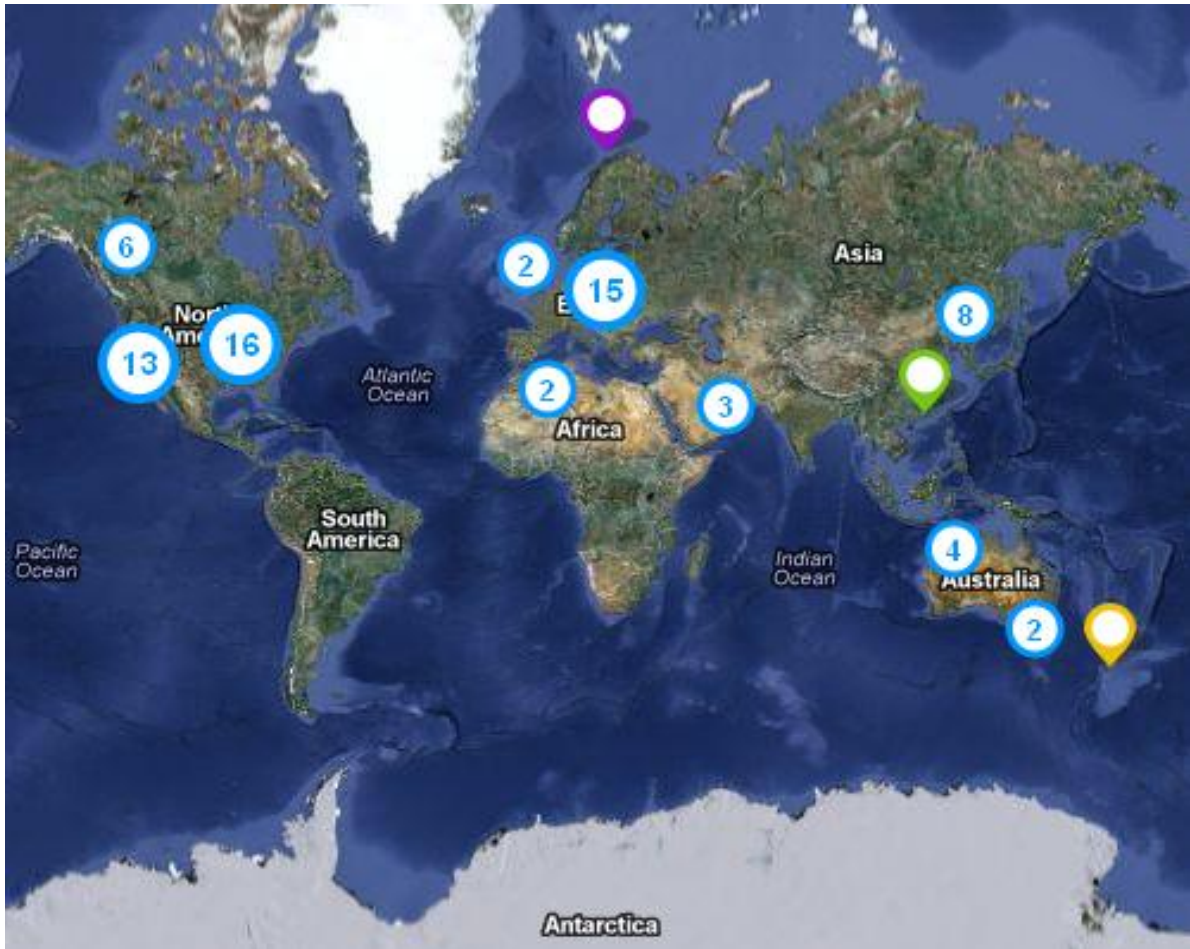 6
2
Asia
15
E
8
North
America
16
13
Atlantic
Ocean
2
3
Africa
South
America
Pacific
Ocean
Indian
Ocean
4
Australia
2
Antarctica